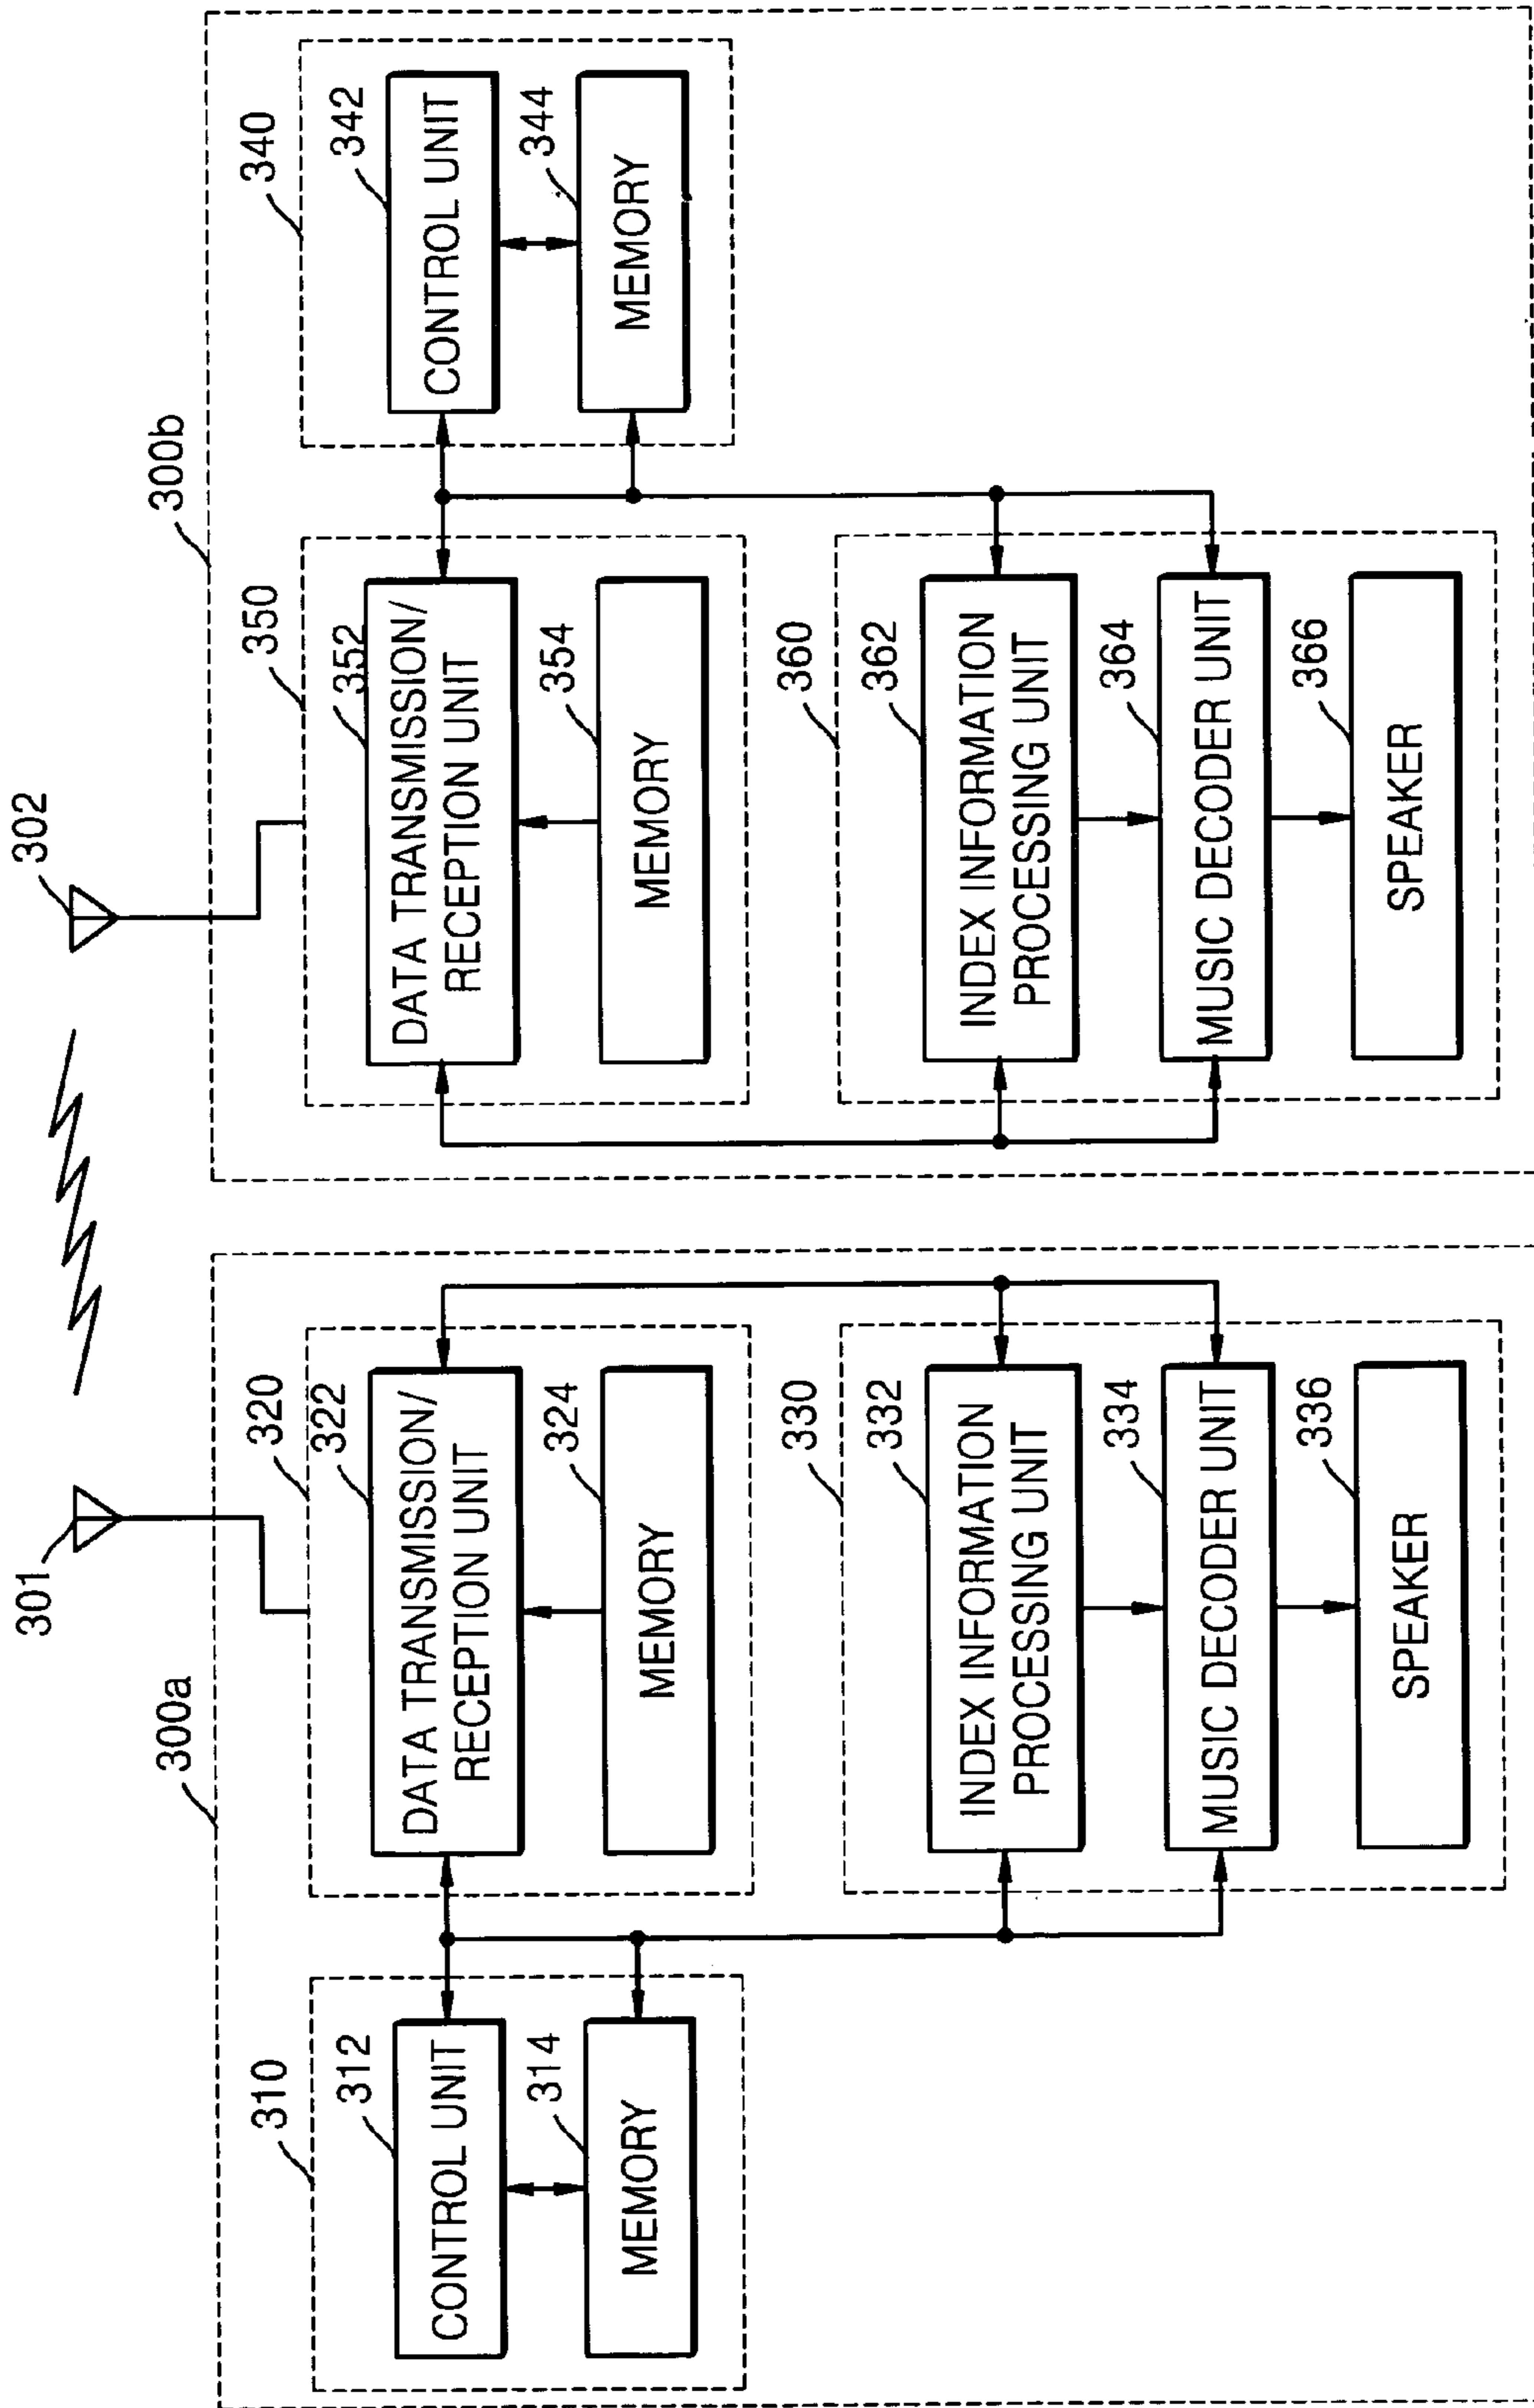 301
302
300a
300b
310
312
CONTROL UNIT
314
MEMORY
320
322
DATA TRANSMISSION/
RECEPTION UNIT
324
MEMORY
330
332
INDEX INFORMATION
PROCESSING UNIT
334
MUSIC DECODER UNIT
336
SPEAKER
350
352
DATA TRANSMISSION/
RECEPTION UNIT
354
MEMORY
360
362
INDEX INFORMATION
PROCESSING UNIT
364
MUSIC DECODER UNIT
366
SPEAKER
340
342
CONTROL UNIT
344
MEMORY